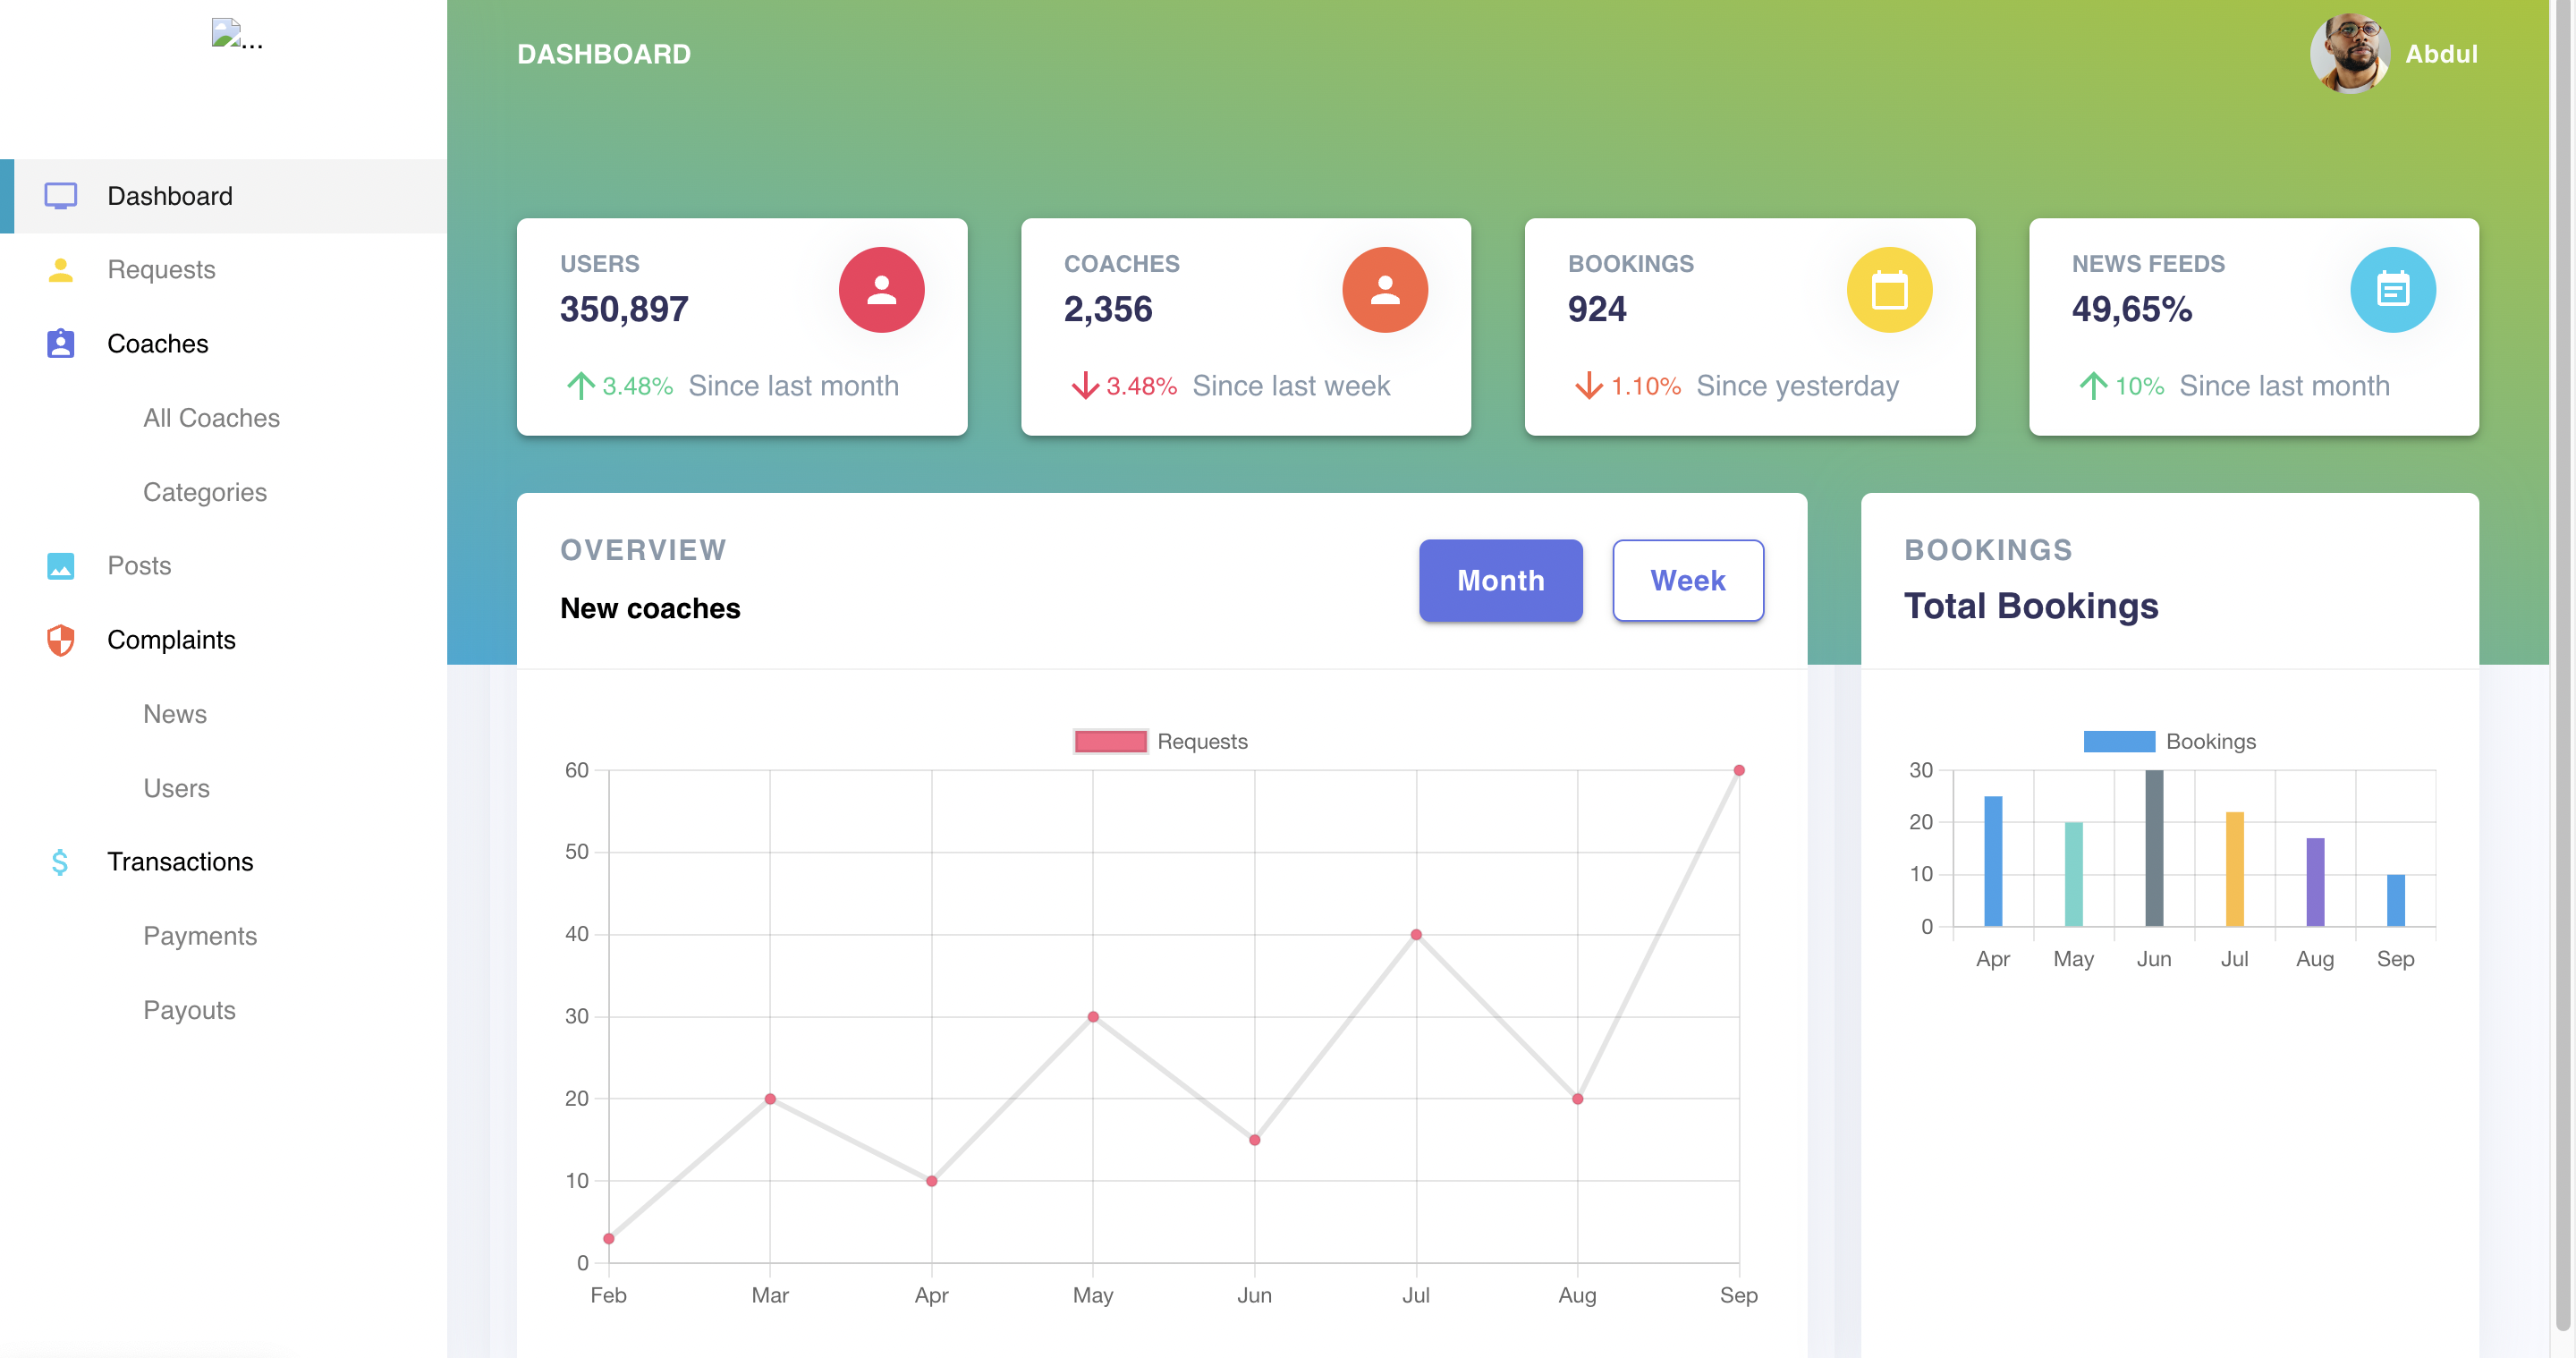 ...
DASHBOARD
Abdul
Dashboard
Requests
Coaches
All Coaches
Categories
Posts
Complaints
News
Users
Transactions
Payments
Payouts
USERS
350,897
3.48% Since last month
COACHES
2,356
3.48% Since last week
BOOKINGS
924
1.10% Since yesterday
NEWS FEEDS
49,65%
10% Since last month
OVERVIEW
New coaches
Month
Week
Requests
60
50
40
30
20
10
0
Feb Mar Apr May Jun Jul Aug Sep
BOOKINGS
Total Bookings
Bookings
30
20
10
0
Apr May Jun Jul Aug Sep